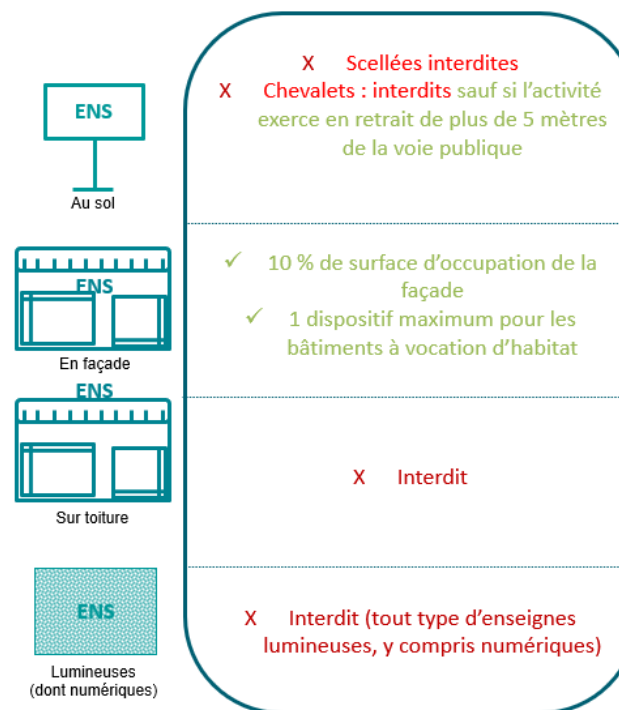 X Scellées interdites
X Chevalets : interdits sauf si l'activité
exerce en retrait de plus de 5 mètres
de la voie publique
ENS
Au sol
✓ 10 % de surface d'occupation de la
façade
✓ 1 dispositif maximum pour les
bâtiments à vocation d'habitat
ENS
En façade
ENS
Sur toiture
X Interdit
ENS
Lumineuses
(dont numériques)
X Interdit (tout type d'enseignes
lumineuses, y compris numériques)